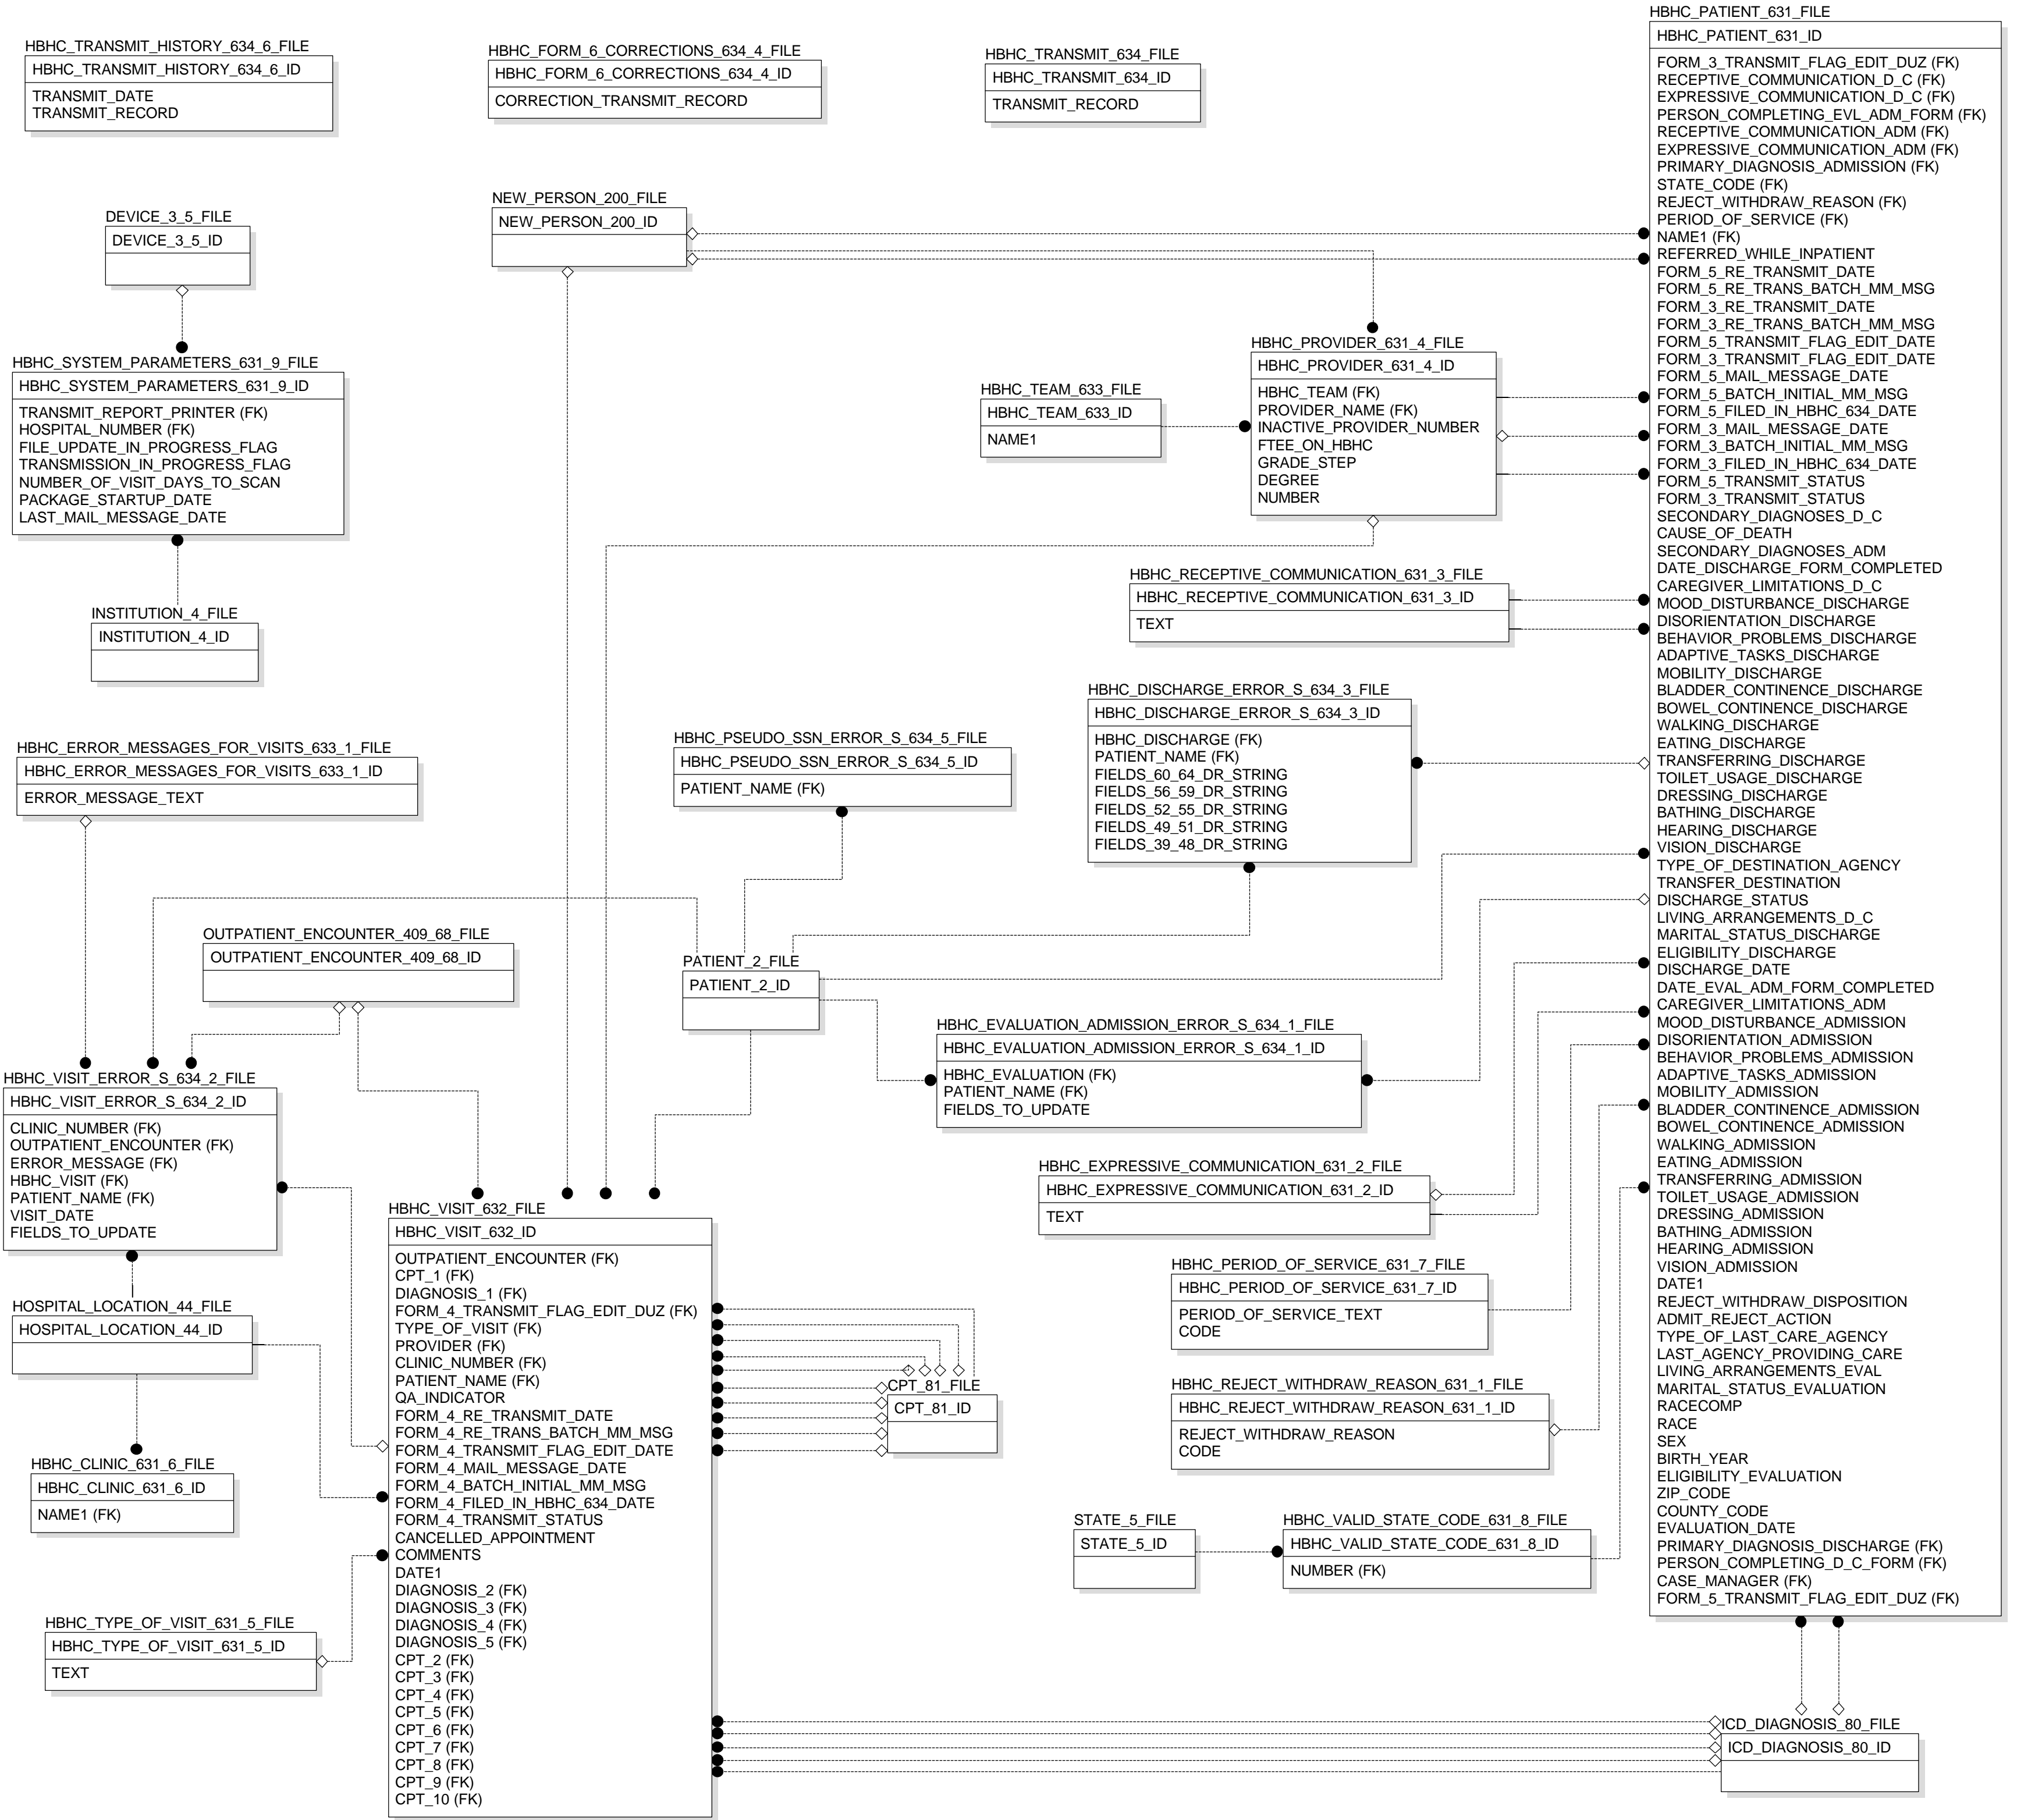 HBHC_TRANSMIT_HISTORY_634_6_FILE
HBHC_TRANSMIT_HISTORY_634_6_ID
TRANSMIT_DATE
TRANSMIT_RECORD
HBHC_FORM_6_CORRECTIONS_634_4_FILE
HBHC_FORM_6_CORRECTIONS_634_4_ID
CORRECTION_TRANSMIT_RECORD
HBHC_TRANSMIT_634_FILE
HBHC_TRANSMIT_634_ID
TRANSMIT_RECORD
HBHC_PATIENT_631_FILE
HBHC_PATIENT_631_ID
FORM_3_TRANSMIT_FLAG_EDIT_DUZ (FK)
RECEPTIVE_COMMUNICATION_D_C (FK)
EXPRESSIVE_COMMUNICATION_D_C (FK)
PERSON_COMPLETING_EVL_ADM_FORM (FK)
RECEPTIVE_COMMUNICATION_ADM (FK)
EXPRESSIVE_COMMUNICATION_ADM (FK)
PRIMARY_DIAGNOSIS_ADMISSION (FK)
STATE_CODE (FK)
REJECT_WITHDRAW_REASON (FK)
PERIOD_OF_SERVICE (FK)
NAME1 (FK)
REFERRED_WHILE_INPATIENT
FORM_5_RE_TRANSMIT_DATE
FORM_5_RE_TRANS_BATCH_MM_MSG
FORM_3_RE_TRANSMIT_DATE
FORM_3_RE_TRANS_BATCH_MM_MSG
FORM_5_TRANSMIT_FLAG_EDIT_DATE
FORM_3_TRANSMIT_FLAG_EDIT_DATE
FORM_5_MAIL_MESSAGE_DATE
FORM_5_BATCH_INITIAL_MM_MSG
FORM_5_FILED_IN_HBHC_634_DATE
FORM_3_MAIL_MESSAGE_DATE
FORM_3_BATCH_INITIAL_MM_MSG
FORM_3_FILED_IN_HBHC_634_DATE
FORM_5_TRANSMIT_STATUS
FORM_3_TRANSMIT_STATUS
SECONDARY_DIAGNOSES_D_C
CAUSE_OF_DEATH
SECONDARY_DIAGNOSES_ADM
DATE_DISCHARGE_FORM_COMPLETED
CAREGIVER_LIMITATIONS_D_C
MOOD_DISTURBANCE_DISCHARGE
DISORIENTATION_DISCHARGE
BEHAVIOR_PROBLEMS_DISCHARGE
ADAPTIVE_TASKS_DISCHARGE
MOBILITY_DISCHARGE
BLADDER_CONTINENCE_DISCHARGE
BOWEL_CONTINENCE_DISCHARGE
WALKING_DISCHARGE
EATING_DISCHARGE
TRANSFERRING_DISCHARGE
TOILET_USAGE_DISCHARGE
DRESSING_DISCHARGE
BATHING_DISCHARGE
HEARING_DISCHARGE
VISION_DISCHARGE
TYPE_OF_DESTINATION_AGENCY
TRANSFER_DESTINATION
DISCHARGE_STATUS
LIVING_ARRANGEMENTS_D_C
MARITAL_STATUS_DISCHARGE
ELIGIBILITY_DISCHARGE
DISCHARGE_DATE
DATE_EVAL_ADM_FORM_COMPLETED
CAREGIVER_LIMITATIONS_ADM
MOOD_DISTURBANCE_ADMISSION
DISORIENTATION_ADMISSION
BEHAVIOR_PROBLEMS_ADMISSION
ADAPTIVE_TASKS_ADMISSION
MOBILITY_ADMISSION
BLADDER_CONTINENCE_ADMISSION
BOWEL_CONTINENCE_ADMISSION
WALKING_ADMISSION
EATING_ADMISSION
TRANSFERRING_ADMISSION
TOILET_USAGE_ADMISSION
DRESSING_ADMISSION
BATHING_ADMISSION
HEARING_ADMISSION
VISION_ADMISSION
DATE1
REJECT_WITHDRAW_DISPOSITION
ADMIT_REJECT_ACTION
TYPE_OF_LAST_CARE_AGENCY
LAST_AGENCY_PROVIDING_CARE
LIVING_ARRANGEMENTS_EVAL
MARITAL_STATUS_EVALUATION
RACECOMP
RACE
SEX
BIRTH_YEAR
ELIGIBILITY_EVALUATION
ZIP_CODE
COUNTY_CODE
EVALUATION_DATE
PRIMARY_DIAGNOSIS_DISCHARGE (FK)
PERSON_COMPLETING_D_C_FORM (FK)
CASE_MANAGER (FK)
FORM_5_TRANSMIT_FLAG_EDIT_DUZ (FK)
NEW_PERSON_200_FILE
NEW_PERSON_200_ID
DEVICE_3_5_FILE
DEVICE_3_5_ID
HBHC_SYSTEM_PARAMETERS_631_9_FILE
HBHC_SYSTEM_PARAMETERS_631_9_ID
TRANSMIT_REPORT_PRINTER (FK)
HOSPITAL_NUMBER (FK)
FILE_UPDATE_IN_PROGRESS_FLAG
TRANSMISSION_IN_PROGRESS_FLAG
NUMBER_OF_VISIT_DAYS_TO_SCAN
PACKAGE_STARTUP_DATE
LAST_MAIL_MESSAGE_DATE
HBHC_TEAM_633_FILE
HBHC_TEAM_633_ID
NAME1
HBHC_PROVIDER_631_4_FILE
HBHC_PROVIDER_631_4_ID
HBHC_TEAM (FK)
PROVIDER_NAME (FK)
INACTIVE_PROVIDER_NUMBER
FTEE_ON_HBHC
GRADE_STEP
DEGREE
NUMBER
INSTITUTION_4_FILE
INSTITUTION_4_ID
HBHC_RECEPTIVE_COMMUNICATION_631_3_FILE
HBHC_RECEPTIVE_COMMUNICATION_631_3_ID
TEXT
HBHC_DISCHARGE_ERROR_S_634_3_FILE
HBHC_DISCHARGE_ERROR_S_634_3_ID
HBHC_DISCHARGE (FK)
PATIENT_NAME (FK)
FIELDS_60_64_DR_STRING
FIELDS_56_59_DR_STRING
FIELDS_52_55_DR_STRING
FIELDS_49_51_DR_STRING
FIELDS_39_48_DR_STRING
HBHC_ERROR_MESSAGES_FOR_VISITS_633_1_FILE
HBHC_ERROR_MESSAGES_FOR_VISITS_633_1_ID
ERROR_MESSAGE_TEXT
HBHC_PSEUDO_SSN_ERROR_S_634_5_FILE
HBHC_PSEUDO_SSN_ERROR_S_634_5_ID
PATIENT_NAME (FK)
OUTPATIENT_ENCOUNTER_409_68_FILE
OUTPATIENT_ENCOUNTER_409_68_ID
PATIENT_2_FILE
PATIENT_2_ID
HBHC_EVALUATION_ADMISSION_ERROR_S_634_1_FILE
HBHC_EVALUATION_ADMISSION_ERROR_S_634_1_ID
HBHC_EVALUATION (FK)
PATIENT_NAME (FK)
FIELDS_TO_UPDATE
HBHC_VISIT_ERROR_S_634_2_FILE
HBHC_VISIT_ERROR_S_634_2_ID
CLINIC_NUMBER (FK)
OUTPATIENT_ENCOUNTER (FK)
ERROR_MESSAGE (FK)
HBHC_VISIT (FK)
PATIENT_NAME (FK)
VISIT_DATE
FIELDS_TO_UPDATE
HBHC_EXPRESSIVE_COMMUNICATION_631_2_FILE
HBHC_EXPRESSIVE_COMMUNICATION_631_2_ID
TEXT
HBHC_VISIT_632_FILE
HBHC_VISIT_632_ID
OUTPATIENT_ENCOUNTER (FK)
CPT_1 (FK)
DIAGNOSIS_1 (FK)
FORM_4_TRANSMIT_FLAG_EDIT_DUZ (FK)
TYPE_OF_VISIT (FK)
PROVIDER (FK)
CLINIC_NUMBER (FK)
PATIENT_NAME (FK)
QA_INDICATOR
FORM_4_RE_TRANSMIT_DATE
FORM_4_RE_TRANS_BATCH_MM_MSG
FORM_4_TRANSMIT_FLAG_EDIT_DATE
FORM_4_MAIL_MESSAGE_DATE
FORM_4_BATCH_INITIAL_MM_MSG
FORM_4_FILED_IN_HBHC_634_DATE
FORM_4_TRANSMIT_STATUS
CANCELLED_APPOINTMENT
COMMENTS
DATE1
DIAGNOSIS_2 (FK)
DIAGNOSIS_3 (FK)
DIAGNOSIS_4 (FK)
DIAGNOSIS_5 (FK)
CPT_2 (FK)
CPT_3 (FK)
CPT_4 (FK)
CPT_5 (FK)
CPT_6 (FK)
CPT_7 (FK)
CPT_8 (FK)
CPT_9 (FK)
CPT_10 (FK)
HBHC_PERIOD_OF_SERVICE_631_7_FILE
HBHC_PERIOD_OF_SERVICE_631_7_ID
PERIOD_OF_SERVICE_TEXT
CODE
HOSPITAL_LOCATION_44_FILE
HOSPITAL_LOCATION_44_ID
CPT_81_FILE
CPT_81_ID
HBHC_REJECT_WITHDRAW_REASON_631_1_FILE
HBHC_REJECT_WITHDRAW_REASON_631_1_ID
REJECT_WITHDRAW_REASON
CODE
HBHC_CLINIC_631_6_FILE
HBHC_CLINIC_631_6_ID
NAME1 (FK)
STATE_5_FILE
STATE_5_ID
HBHC_VALID_STATE_CODE_631_8_FILE
HBHC_VALID_STATE_CODE_631_8_ID
NUMBER (FK)
HBHC_TYPE_OF_VISIT_631_5_FILE
HBHC_TYPE_OF_VISIT_631_5_ID
TEXT
ICD_DIAGNOSIS_80_FILE
ICD_DIAGNOSIS_80_ID